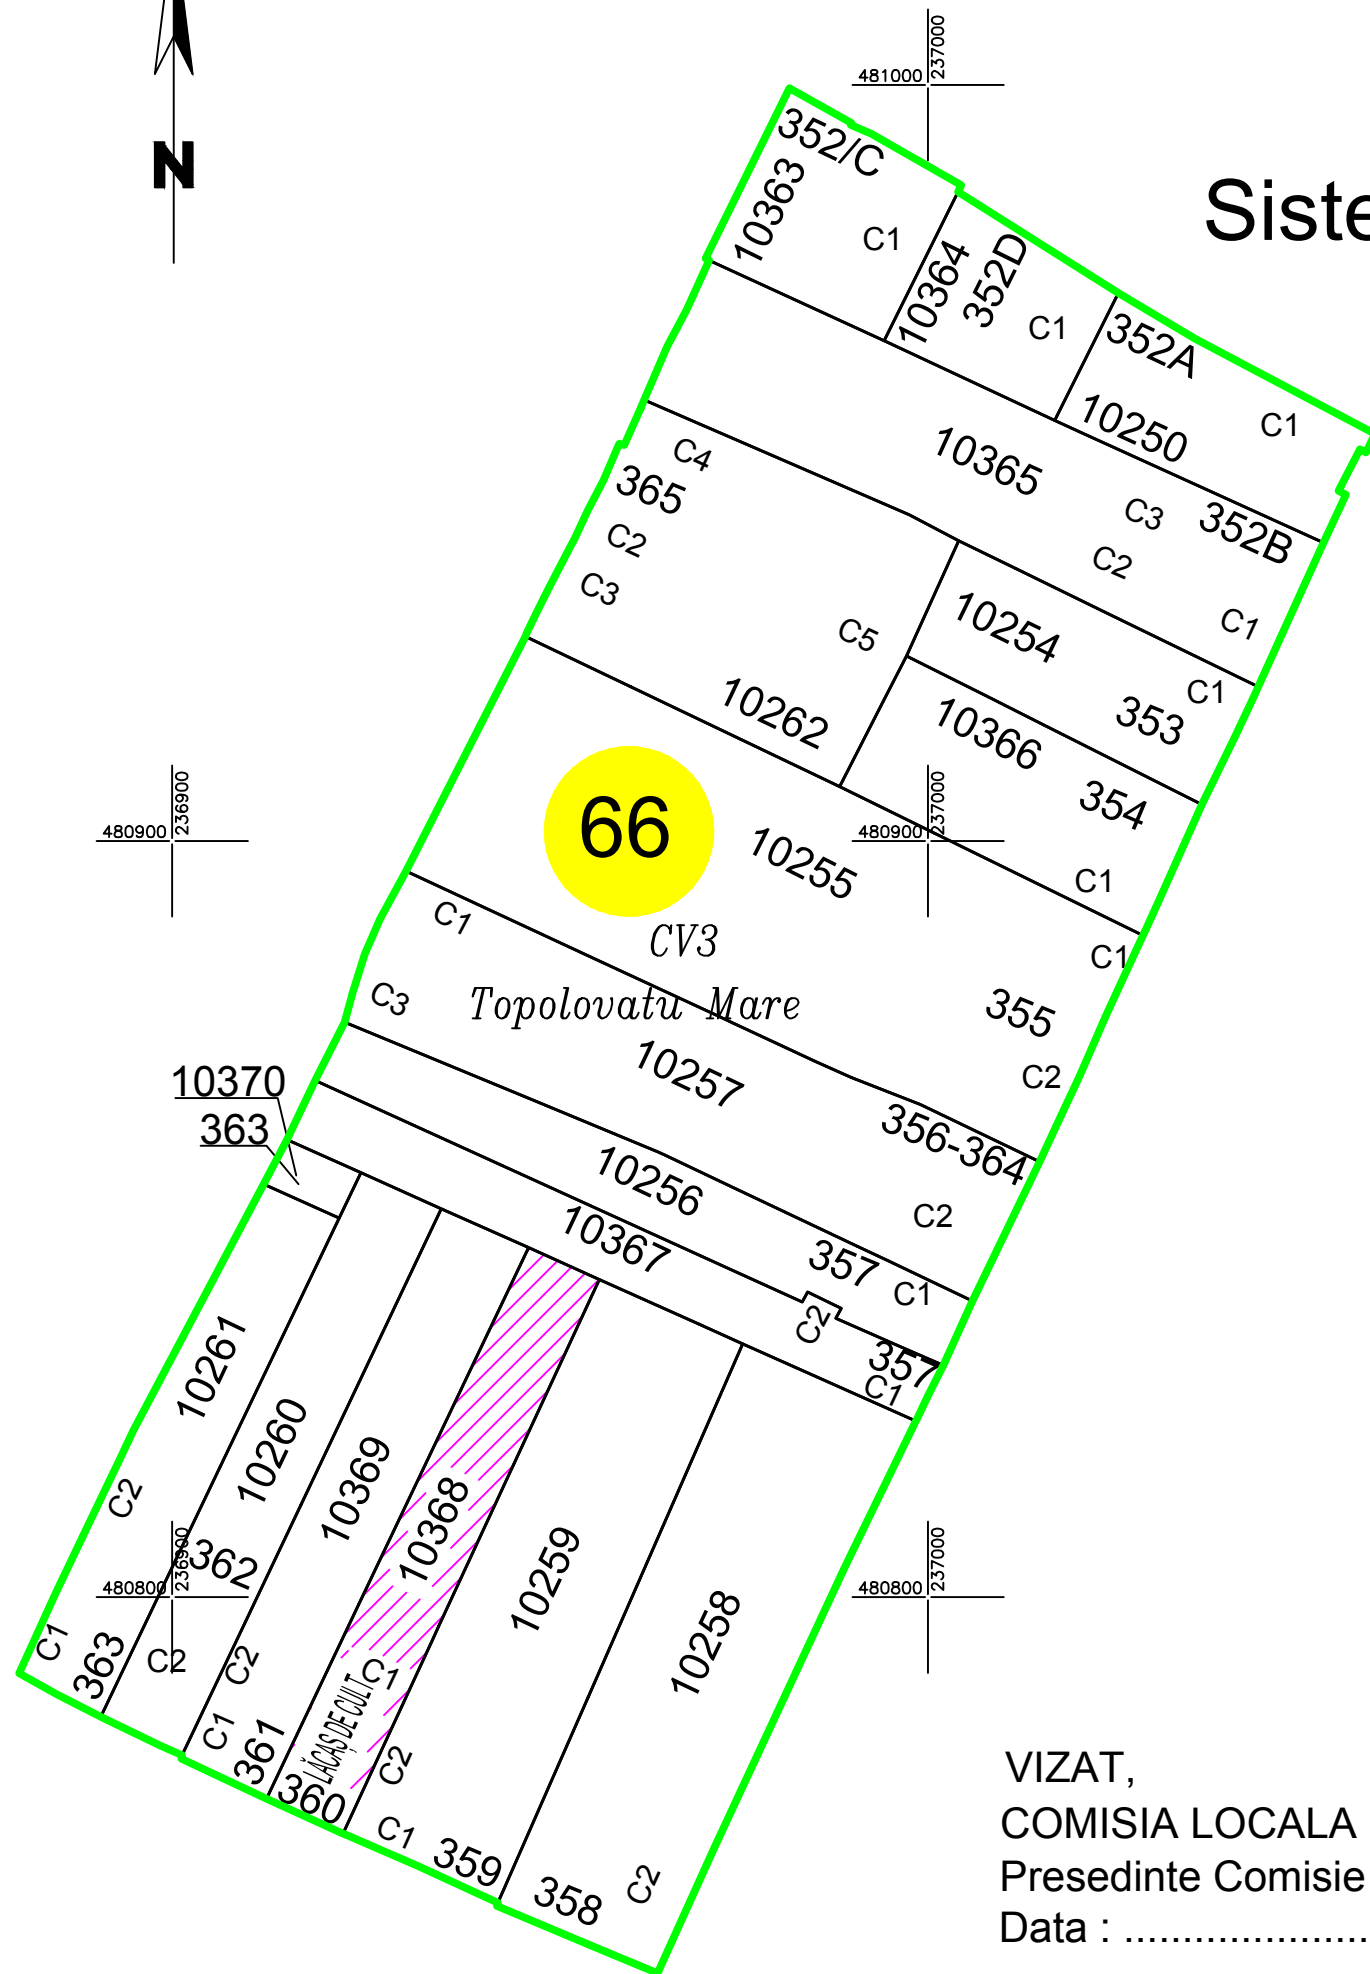 N
481000
237000
Siste
352/C
10363
C1
10364
352D
C1
352A
10250
C1
10365
C3
352B
C2
C1
C4
365
C2
C3
C5
10262
10254
C1
353
10366
354
C1
480900
236900
66
480900
237000
10255
C1
355
C2
CV3
Topolovatu Mare
C1
C3
10257
356-364
C2
10370
363
10256
357
C1
10367
C2
357
C1
10261
C2
C1
363
10260
362
C2
480800
236900
10369
C2
C1
361
10368
C1
LĂCAȘ DE CULT
360
10259
C2
C1
359
10258
C2
358
480800
237000
VIZAT,
COMISIA LOCALA
Presedinte Comisie
Data : .....................